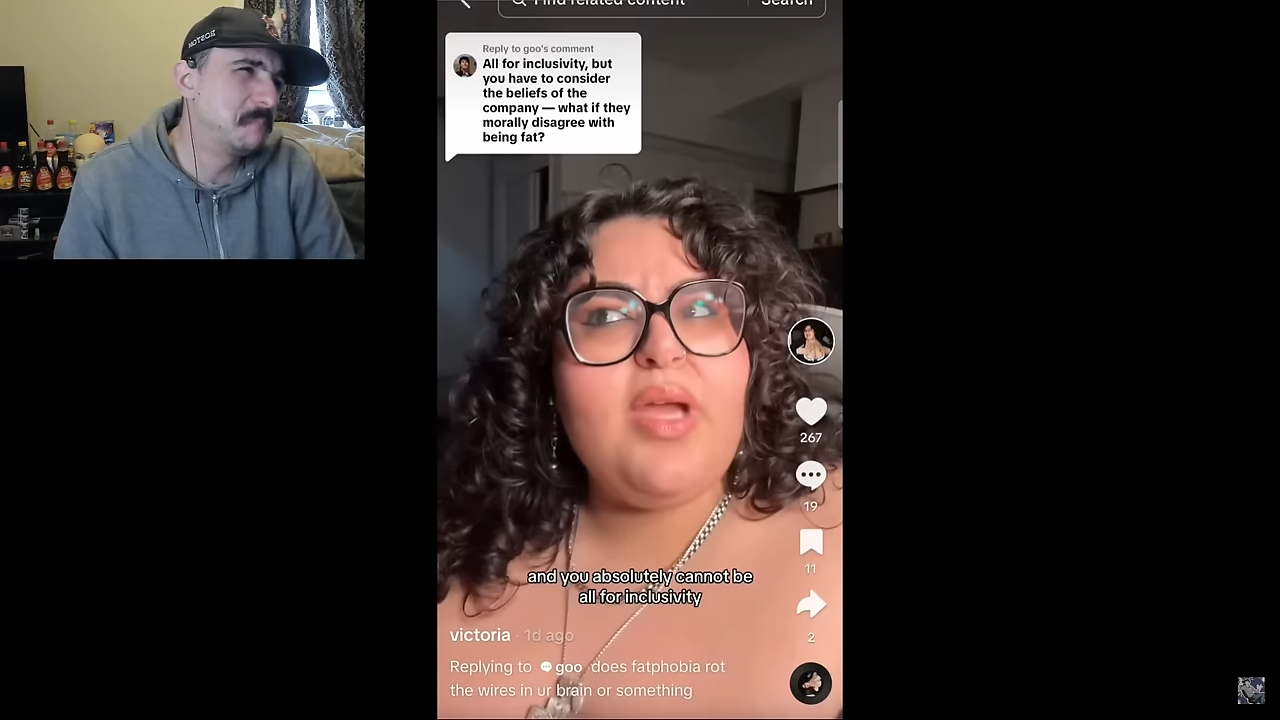 BOSTON
Find related content
Search
Reply to goo's comment
All for inclusivity, but
you have to consider
the beliefs of the
company — what if they
morally disagree with
being fat?
267
19
11
2
and you absolutely cannot be
all for inclusivity
victoria · 1d ago
Replying to goo does fatphobia rot
the wires in ur brain or something